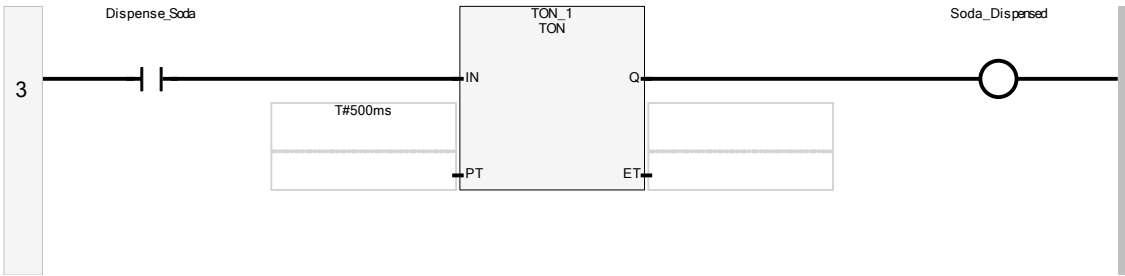 Dispense_Soda
TON_1
TON
Soda_Dispensed
3
IN
Q
T#500ms
PT
ET